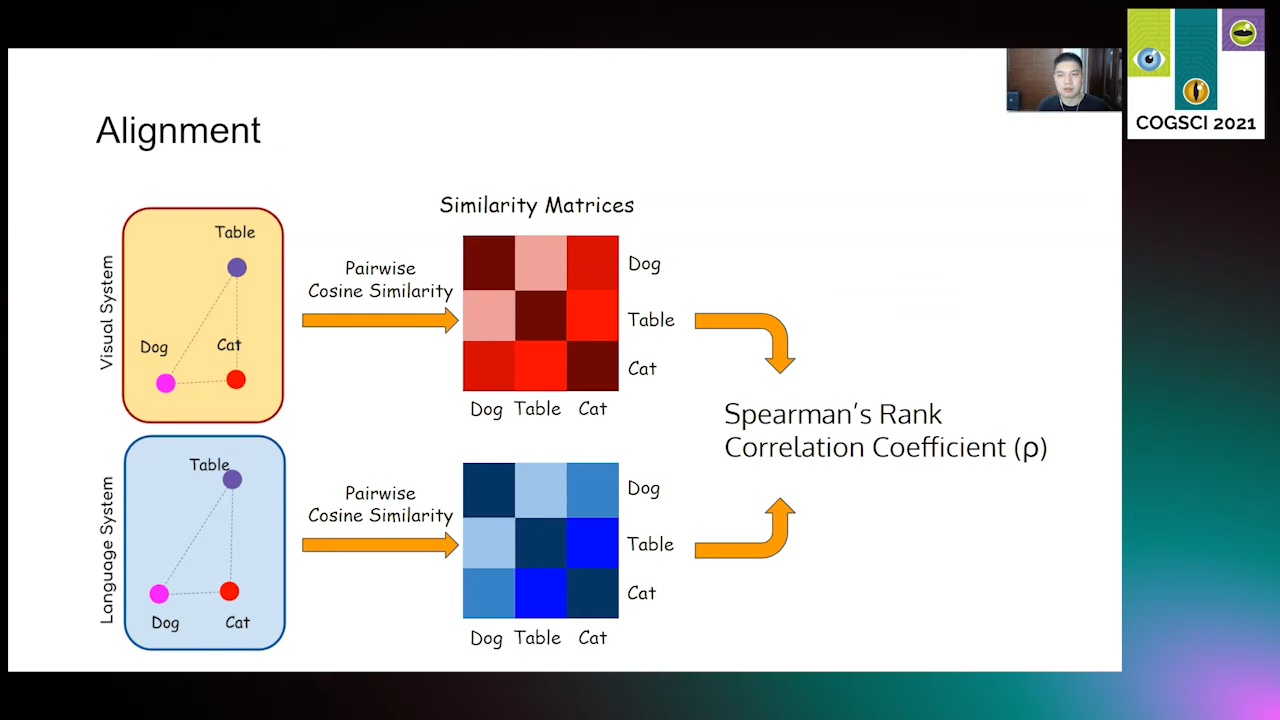 COGSCI 2021
Alignment
Similarity Matrices
Visual System
Table
Dog
Cat
Pairwise
Cosine Similarity
Dog
Table
Cat
Dog Table Cat
Spearman's Rank
Correlation Coefficient (ρ)
Language System
Table
Dog
Cat
Pairwise
Cosine Similarity
Dog
Table
Cat
Dog Table Cat